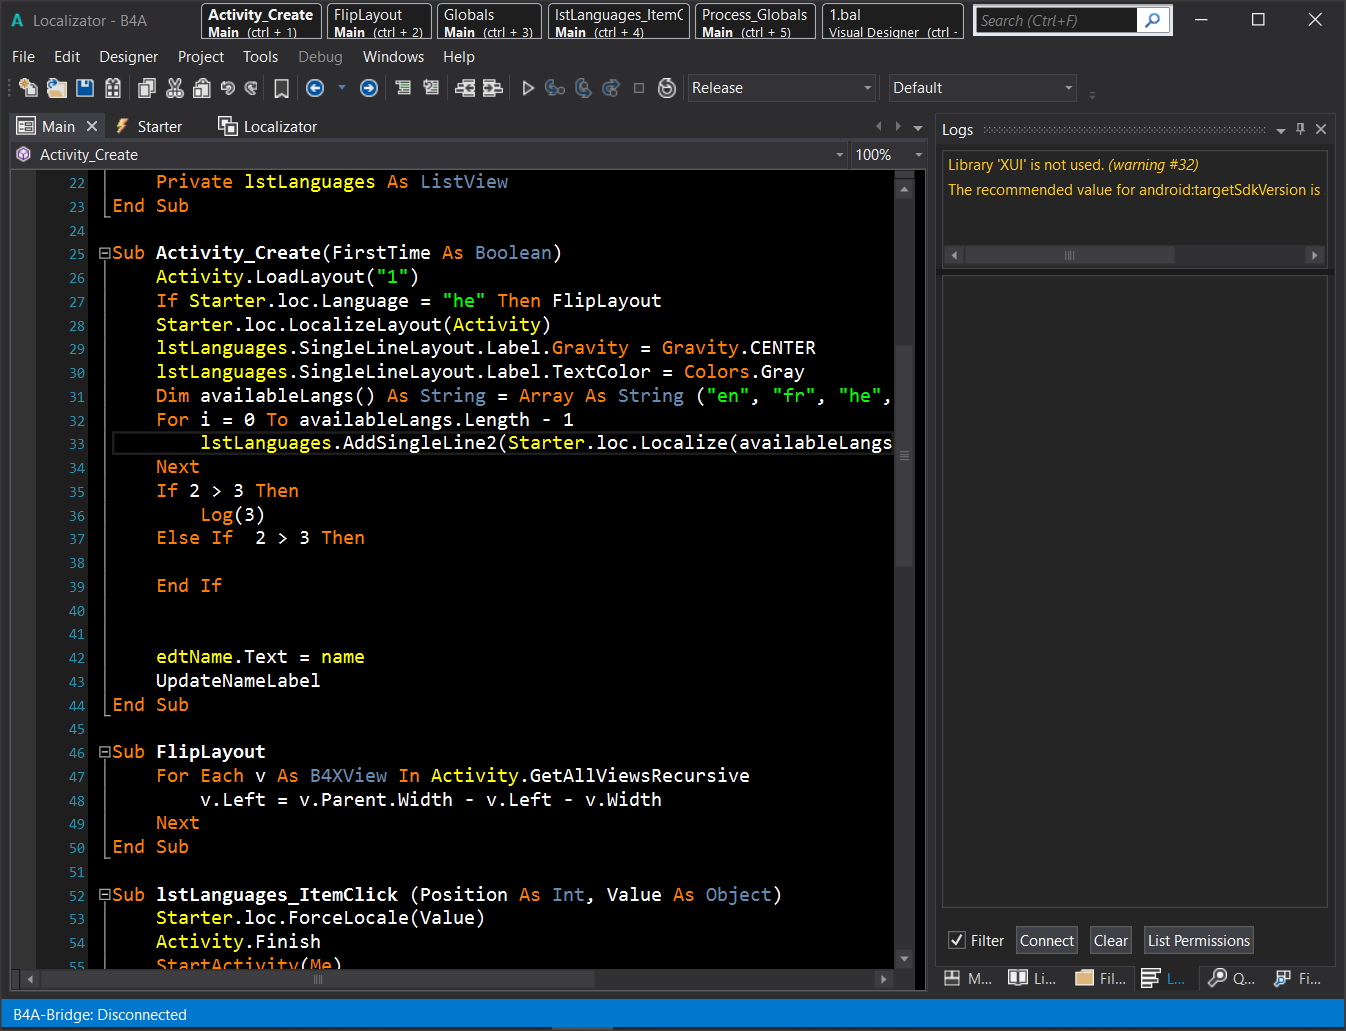 Localizator - B4A
Activity_Create
Main (ctrl + 1)
FlipLayout
Main (ctrl + 2)
Globals
Main (ctrl + 3)
lstLanguages_ItemC
Main (ctrl + 4)
Process_Globals
Main (ctrl + 5)
1.bal
Visual Designer (ctrl -
Search (Ctrl+F)
File Edit Designer Project Tools Debug Windows Help
Release
Default
Main
Starter
Localizator
Activity_Create
100%
22 Private lstLanguages As ListView
23 End Sub
24
25 Sub Activity_Create(FirstTime As Boolean)
26 Activity.LoadLayout("1")
27 If Starter.loc.Language = "he" Then FlipLayout
28 Starter.loc.LocalizeLayout(Activity)
29 lstLanguages.SingleLineLayout.Label.Gravity = Gravity.CENTER
30 lstLanguages.SingleLineLayout.Label.TextColor = Colors.Gray
31 Dim availableLangs() As String = Array As String ("en", "fr", "he",
32 For i = 0 To availableLangs.Length - 1
33 lstLanguages.AddSingleLine2(Starter.loc.Localize(availableLangs
34 Next
35 If 2 > 3 Then
36 Log(3)
37 Else If  2 > 3 Then
38
39 End If
40
41
42 edtName.Text = name
43 UpdateNameLabel
44 End Sub
45
46 Sub FlipLayout
47 For Each v As B4XView In Activity.GetAllViewsRecursive
48 v.Left = v.Parent.Width - v.Left - v.Width
49 Next
50 End Sub
51
52 Sub lstLanguages_ItemClick (Position As Int, Value As Object)
53 Starter.loc.ForceLocale(Value)
54 Activity.Finish
55 StartActivity(Me)
Logs
Library 'XUI' is not used. (warning #32)
The recommended value for android:targetSdkVersion is
Filter
Connect
Clear
List Permissions
M...
Li...
Fil...
L...
Q...
Fi...
B4A-Bridge: Disconnected